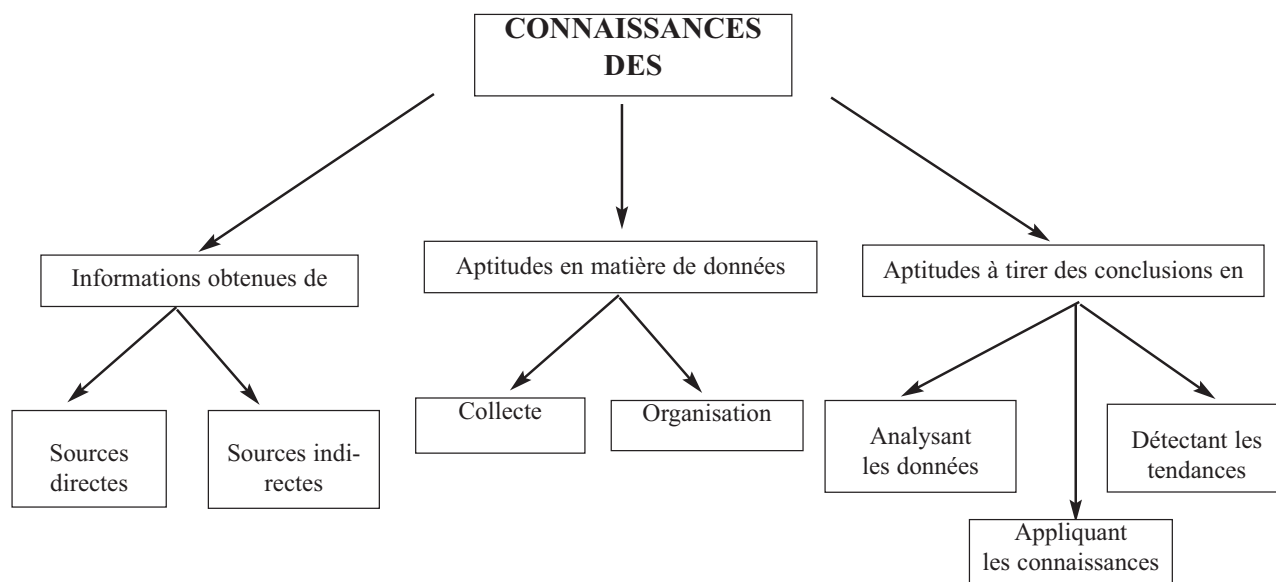 CONNAISSANCES
DES
Informations obtenues de
Aptitudes en matière de données
Aptitudes à tirer des conclusions en
Sources
directes
Sources indi-
rectes
Collecte
Organisation
Analysant
les données
Détectant les
tendances
Appliquant
les connaissances